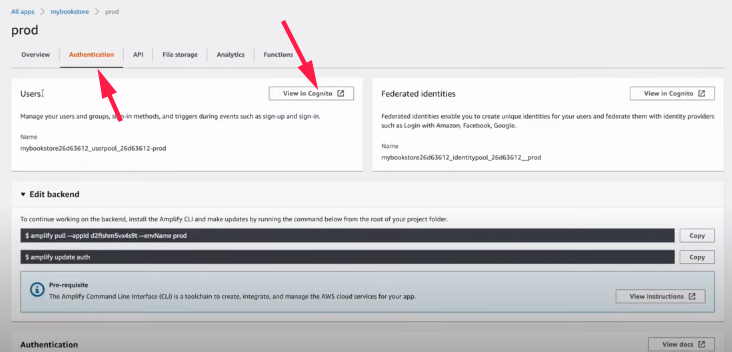 All apps > mybookstore > prod
prod
Overview Authentication API File storage Analytics Functions
Users
View in Cognito
Manage your users and groups, sign-in methods, and triggers during events such as sign-up and sign-in.
Name
mybookstore26d63612_userpool_26d63612-prod
Federated identities
View in Cognito
Federated identities enable you to create unique identities for your users and federate them with identity providers
such as Login with Amazon, Facebook, Google.
Name
mybookstore26d63612_identitypool_26d63612__prod
Edit backend
To continue working on the backend, install the Amplify CLI and make updates by running the command below from the root of your project folder.
$ amplify pull --appId d2flshm5vx4s9t --envName prod
Copy
$ amplify update auth
Copy
Pre-requisite
The Amplify Command Line Interface (CLI) is a toolchain to create, integrate, and manage the AWS cloud services for your app.
View instructions
Authentication
View docs